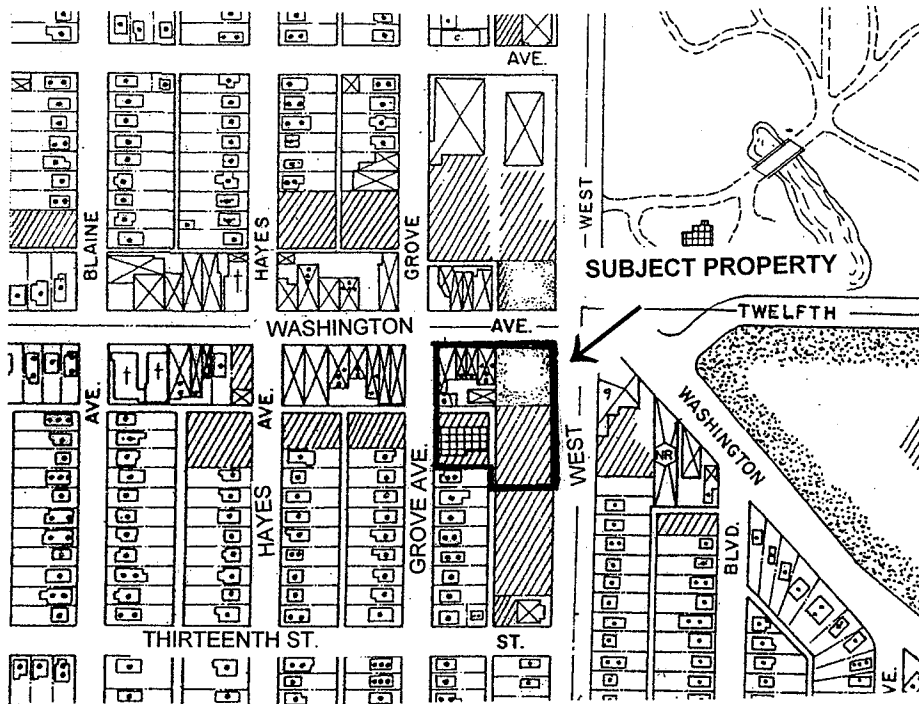 AVE.
BLAINE
HAYES
GROVE
WEST
SUBJECT PROPERTY
WASHINGTON
AVE.
TWELFTH
AVE.
AVE.
HAYES
GROVE AVE.
WEST
WASHINGTON
NR
BLVD.
THIRTEENTH ST.
ST.
VE.